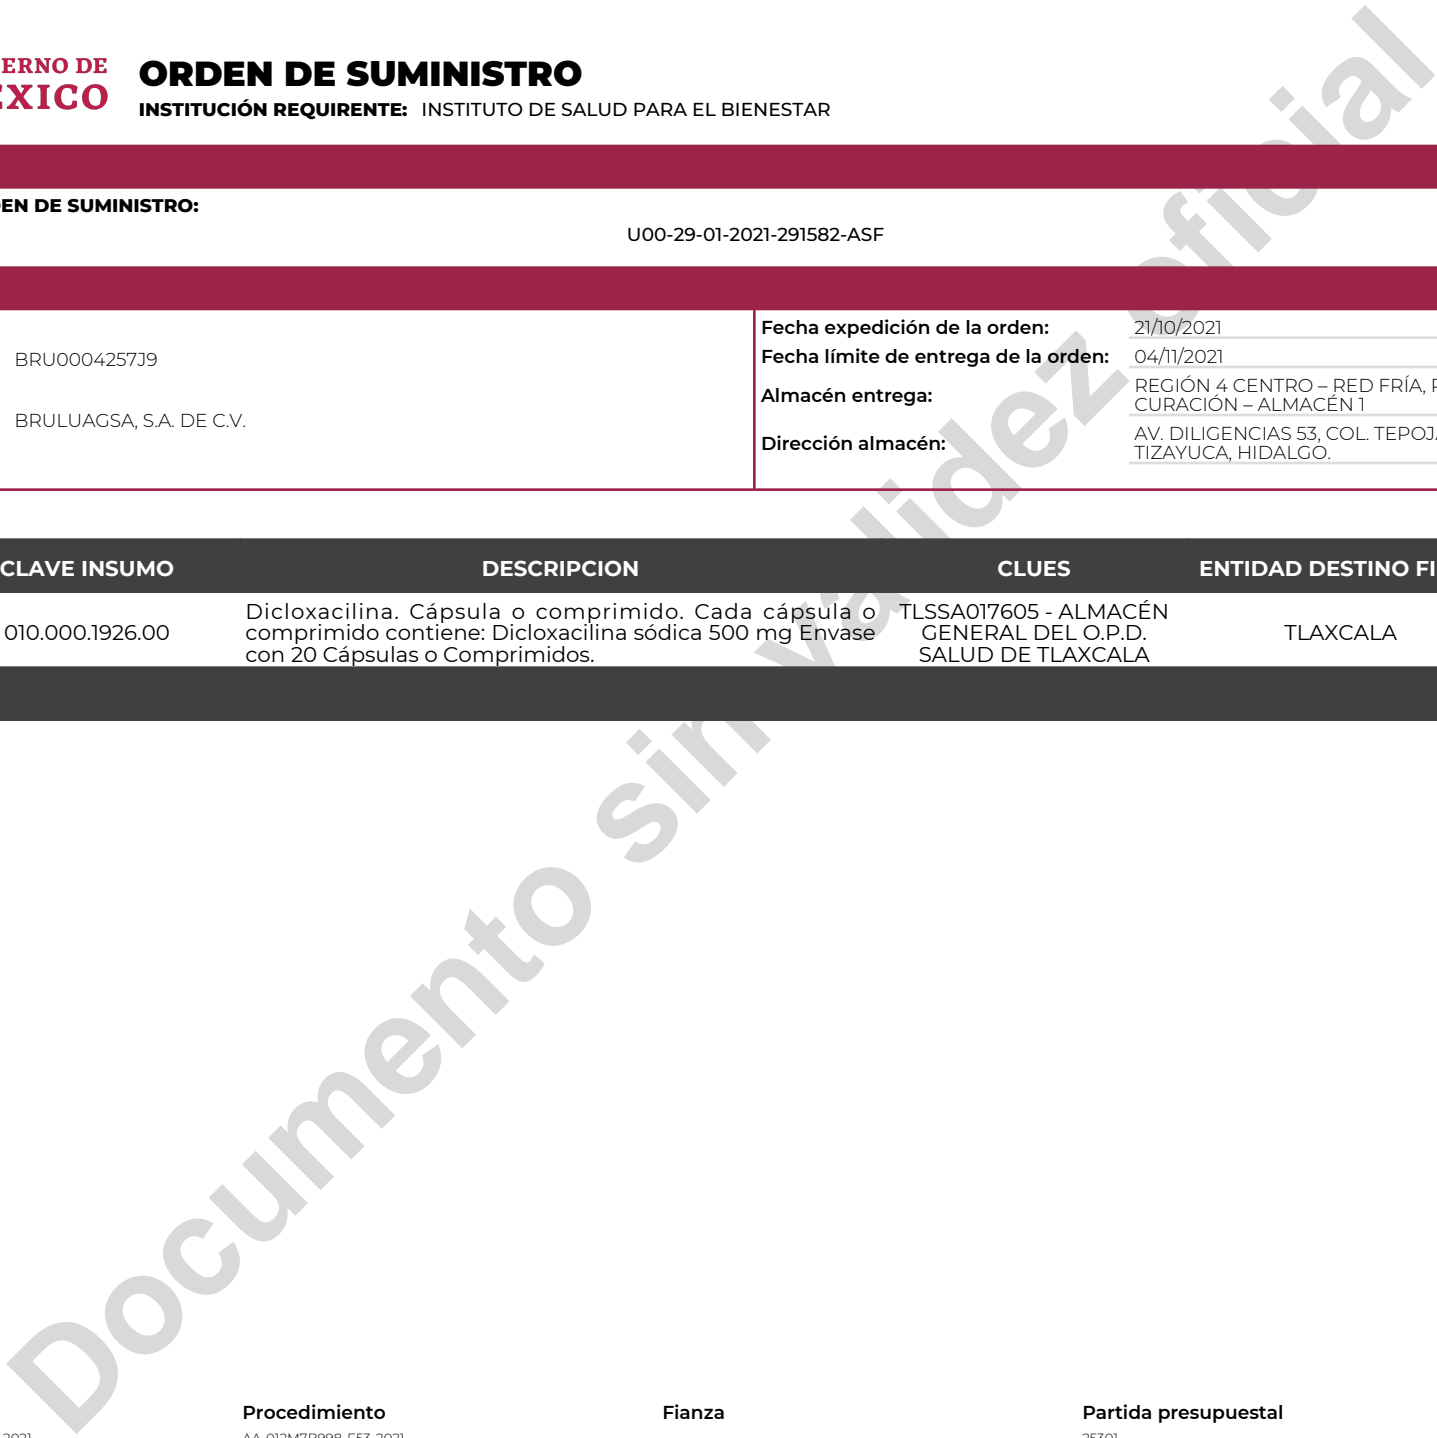 ERNO DE
ÉXICO
ORDEN DE SUMINISTRO
INSTITUCIÓN REQUIRENTE: INSTITUTO DE SALUD PARA EL BIENESTAR
EN DE SUMINISTRO:
U00-29-01-2021-291582-ASF
BRU0004257J9
BRULUAGSA, S.A. DE C.V.
Fecha expedición de la orden: 21/10/2021
Fecha límite de entrega de la orden: 04/11/2021
Almacén entrega: REGIÓN 4 CENTRO – RED FRÍA,
CURACIÓN – ALMACÉN 1
Dirección almacén: AV. DILIGENCIAS 53, COL. TEPOJ
TIZAYUCA, HIDALGO.
CLAVE INSUMO DESCRIPCION CLUES ENTIDAD DESTINO FI
010.000.1926.00
Dicloxacilina. Cápsula o comprimido. Cada cápsula o
comprimido contiene: Dicloxacilina sódica 500 mg Envase
con 20 Cápsulas o Comprimidos.
TLSSA017605 - ALMACÉN
GENERAL DEL O.P.D.
SALUD DE TLAXCALA
TLAXCALA
Documento sin validez oficial
Procedimiento Fianza Partida presupuestal